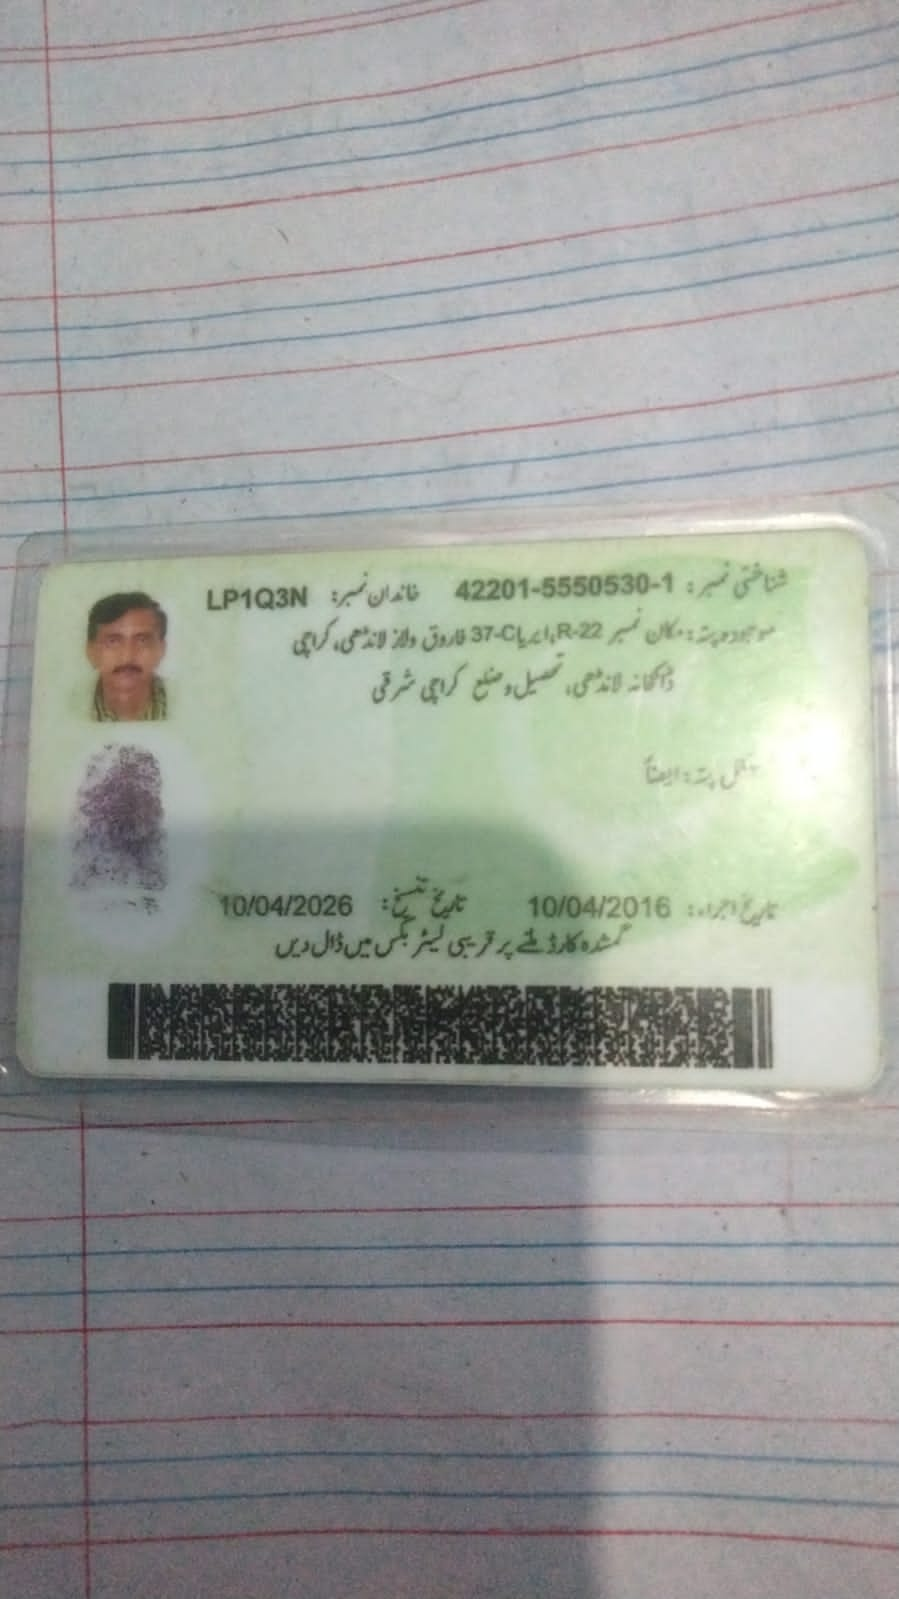 شناختی نمبر: 42201-5550530-1 خاندان نمبر: LP1Q3N
موجودہ پتہ: مکان نمبر R-22، ایریا 37-C فاروق ولاز لانڈھی، کراچی
ڈاکخانہ لانڈھی، تحصیل و ضلع کراچی شرقی
مستقل پتہ: ایضاً
تاریخ اجراء: 10/04/2016 تاریخ تنسیخ: 10/04/2026
گمشدہ کارڈ ملنے پر قریبی لیٹر بکس میں ڈال دیں